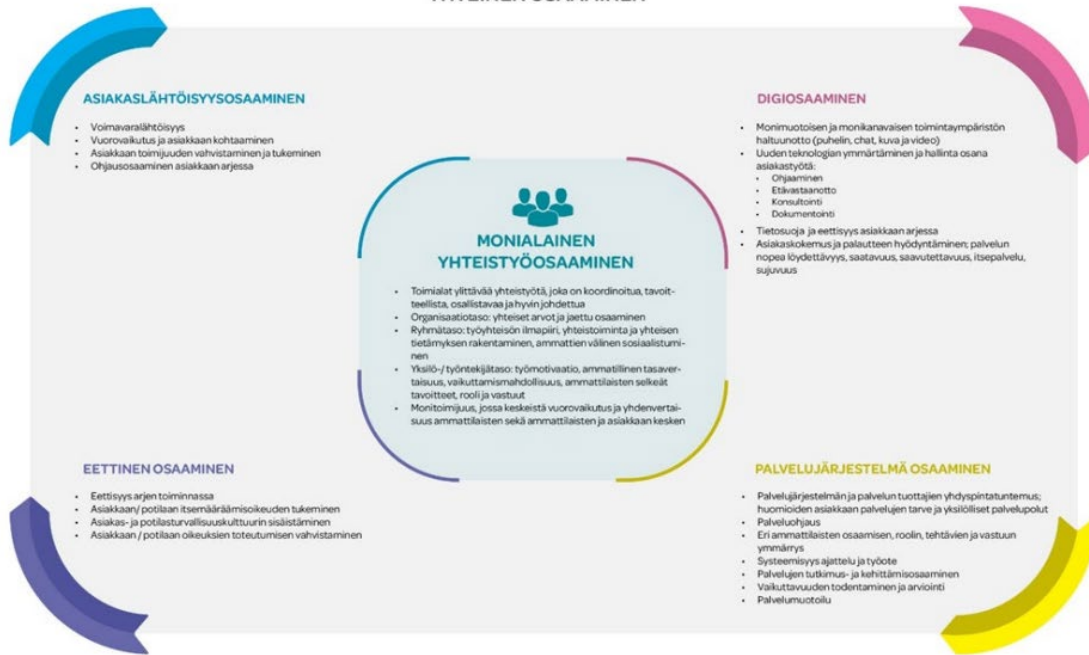 ASIAKASLÄHTÖISYYSOSAAMINEN
• Voimavaralähtöisyys
• Vuorovaikutus ja asiakkaan kohtaaminen
• Asiakkaan toimijuuden vahvistaminen ja tukeminen
• Ohjausosaaminen asiakkaan arjessa
DIGIOSAAMINEN
• Monimuotoisen ja monikanavaisen toimintaympäristön
haltuunotto (puhelin, chat, kuva ja video)
• Uuden teknologian ymmärtäminen ja hallinta osana
asiakastyötä:
• Ohjaaminen
• Etävastaanotto
• Konsultointi
• Dokumentointi
• Tietosuoja ja eettisyys asiakkaan arjessa
• Asiakaskokemus ja palautteen hyödyntäminen; palvelun
nopea löydettävyys, saatavuus, saavutettavuus, itsepalvelu,
sujuvuus
MONIALAINEN
YHTEISTYÖOSAAMINEN
• Toimialat ylittävää yhteistyötä, joka on koordinoitua, tavoit-
teellista, osallistavaa ja hyvin johdettua
• Organisaatiotaso: yhteiset arvot ja jaettu osaaminen
• Ryhmätaso: työyhteisön ilmapiiri, yhteistoiminta ja yhteisen
tietämyksen rakentaminen, ammattien välinen sosiaalistumi-
nen
• Yksilö-/ työntekijätaso: työmotivaatio, ammatillinen tasaver-
taisuus, vaikuttamismahdollisuus, ammattilaisten selkeät
tavoitteet, rooli ja vastuut
• Monitoimijuus, jossa keskeistä vuorovaikutus ja yhdenvertai-
suus ammattilaisten sekä ammattilaisten ja asiakkaan kesken
EETTINEN OSAAMINEN
• Eettisyys arjen toiminnassa
• Asiakkaan/ potilaan itsemääräämisoikeuden tukeminen
• Asiakas- ja potilasturvallisuuskulttuurin sisäistäminen
• Asiakkaan / potilaan oikeuksien toteutumisen vahvistaminen
PALVELUJÄRJESTELMÄ OSAAMINEN
• Palvelujärjestelmän ja palvelun tuottajien yhdyspintatuntemus;
huomioiden asiakkaan palvelujen tarve ja yksilölliset palvelupolut
• Palveluohjaus
• Eri ammattilaisten osaamisen, roolin, tehtävien ja vastuun
ymmärrys
• Systeemisyys ajattelu ja työote
• Palvelujen tutkimus- ja kehittämisosaaminen
• Vaikuttavuuden todentaminen ja arviointi
• Palvelumuotoilu